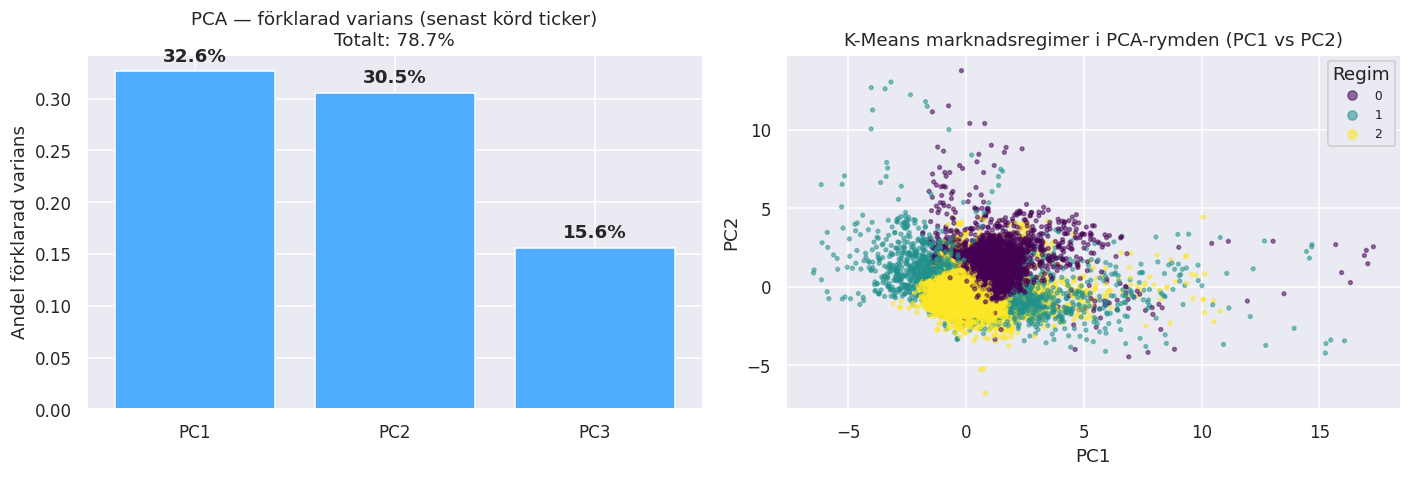 PCA — förklarad varians (senast körd ticker)
Totalt: 78.7%
Andel förklarad varians
0.30
0.25
0.20
0.15
0.10
0.05
0.00
32.6%
30.5%
15.6%
PC1
PC2
PC3
K-Means marknadsregimer i PCA-rymden (PC1 vs PC2)
PC2
10
5
0
−5
Regim
0
1
2
−5
0
5
10
15
PC1